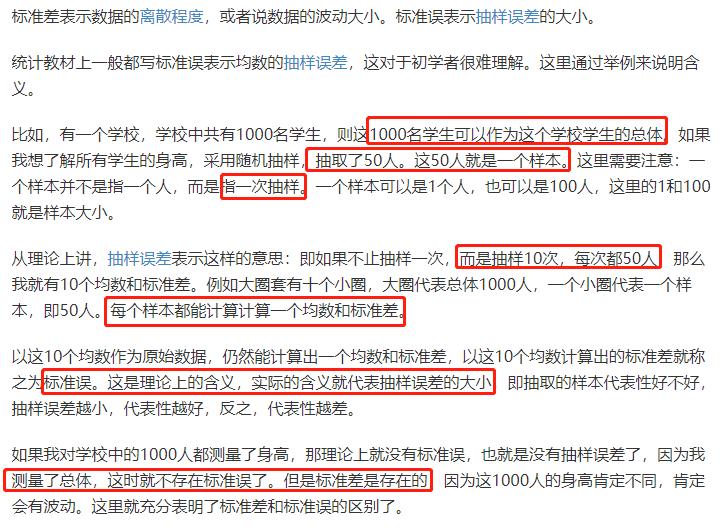 标准差表示数据的离散程度，或者说数据的波动大小。标准误表示抽样误差的大小。
统计教材上一般都写标准误表示均数的抽样误差，这对于初学者很难理解。这里通过举例来说明含
义。
比如，有一个学校，学校中共有1000名学生，则这1000名学生可以作为这个学校学生的总体，如果
我想了解所有学生的身高，采用随机抽样，抽取了50人。这50人就是一个样本。这里需要注意：一
个样本并不是指一个人，而是指一次抽样。一个样本可以是1个人，也可以是100人，这里的1和100
就是样本大小。
从理论上讲，抽样误差表示这样的意思：即如果不止抽样一次，而是抽样10次，每次都50人 那么
我就有10个均数和标准差。例如大圈套有十个小圈，大圈代表总体1000人，一个小圈代表一个样
本，即50人。每个样本都能计算计算一个均数和标准差。
以这10个均数作为原始数据，仍然能计算出一个均数和标准差，以这10个均数计算出的标准差就称
之为标准误。这是理论上的含义，实际的含义就代表抽样误差的大小 即抽取的样本代表性好不好，
抽样误差越小，代表性越好，反之，代表性越差。
如果我对学校中的1000人都测量了身高，那理论上就没有标准误，也就是没有抽样误差了，因为我
测量了总体，这时就不存在标准误了。但是标准差是存在的 因为这1000人的身高肯定不同，肯定
会有波动。这里就充分表明了标准差和标准误的区别了。